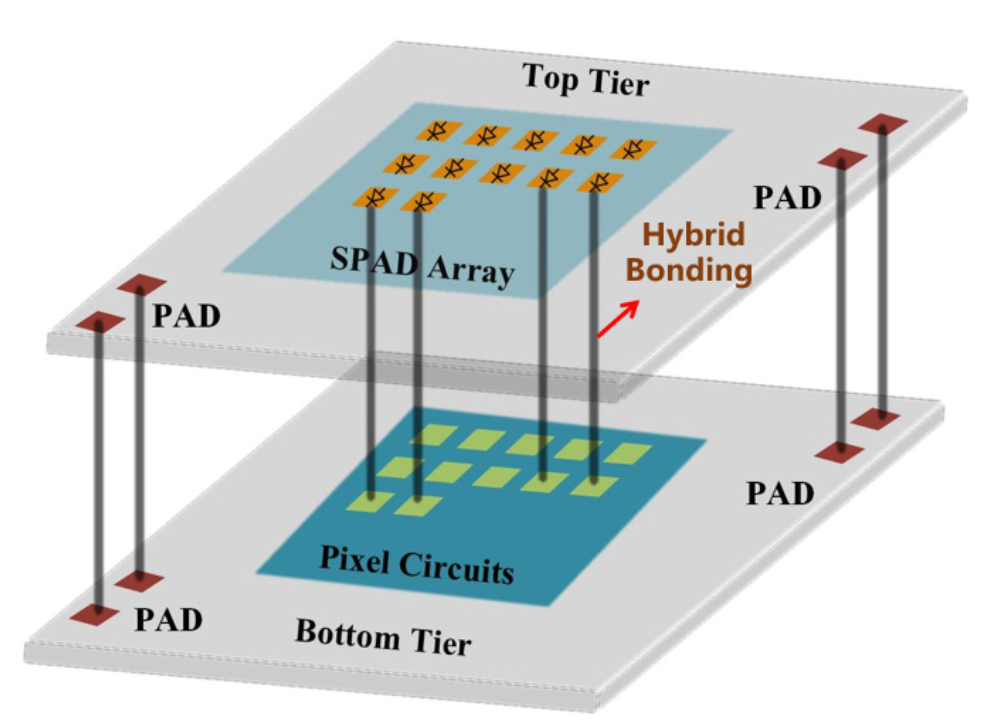 Top Tier
PAD
Hybrid
Bonding
SPAD Array
PAD
PAD
Pixel Circuits
PAD
Bottom Tier